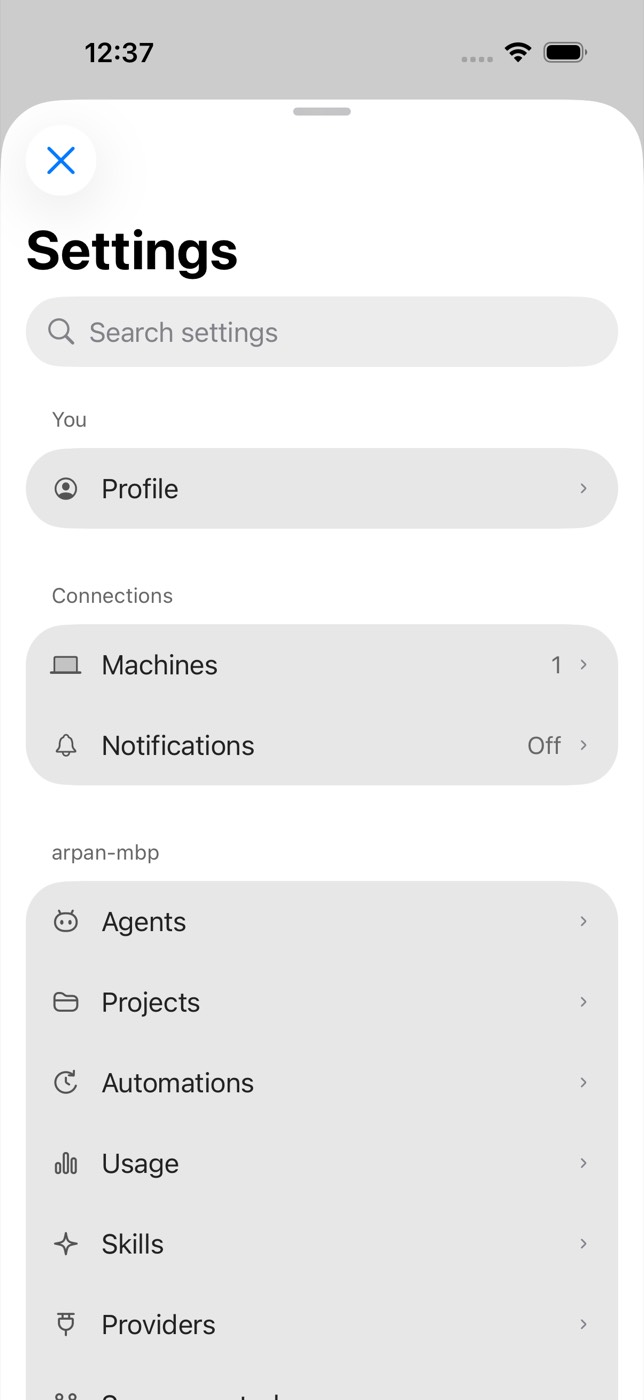 12:37
Settings
Search settings
You
Profile
Connections
Machines 1
Notifications Off
arpan-mbp
Agents
Projects
Automations
Usage
Skills
Providers